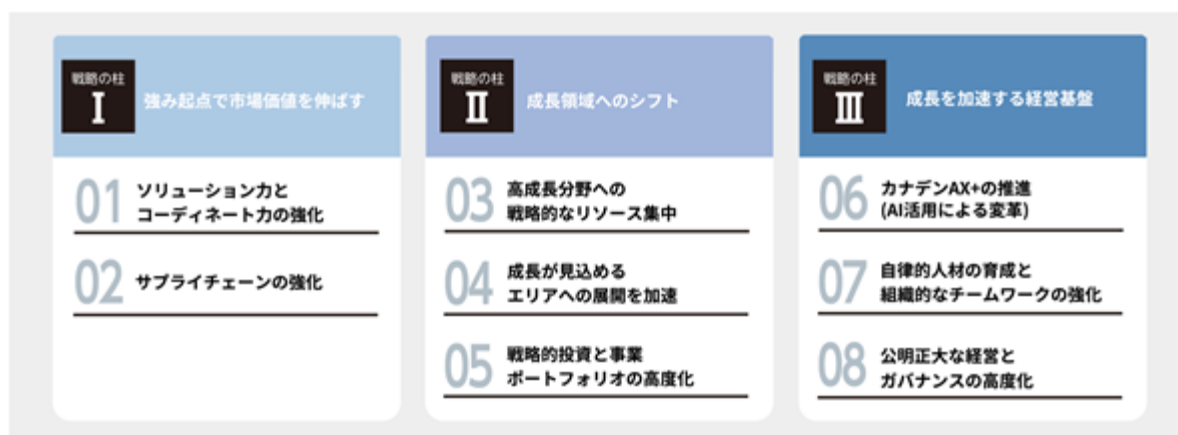 戦略の柱
Ⅰ
強み起点で市場価値を伸ばす
01
ソリューション力と
コーディネート力の強化
02
サプライチェーンの強化
戦略の柱
Ⅱ
成長領域へのシフト
03
高成長分野への
戦略的なリソース集中
04
成長が見込める
エリアへの展開を加速
05
戦略的投資と事業
ポートフォリオの高度化
戦略の柱
Ⅲ
成長を加速する経営基盤
06
カナデンAX+の推進
(AI活用による変革)
07
自律的人材の育成と
組織的なチームワークの強化
08
公明正大な経営と
ガバナンスの高度化